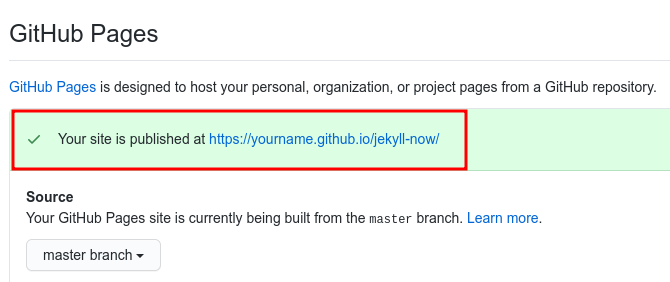 GitHub Pages
GitHub Pages is designed to host your personal, organization, or project pages from a GitHub repository.
Your site is published at https://yourname.github.io/jekyll-now/
Source
Your GitHub Pages site is currently being built from the master branch. Learn more.
master branch